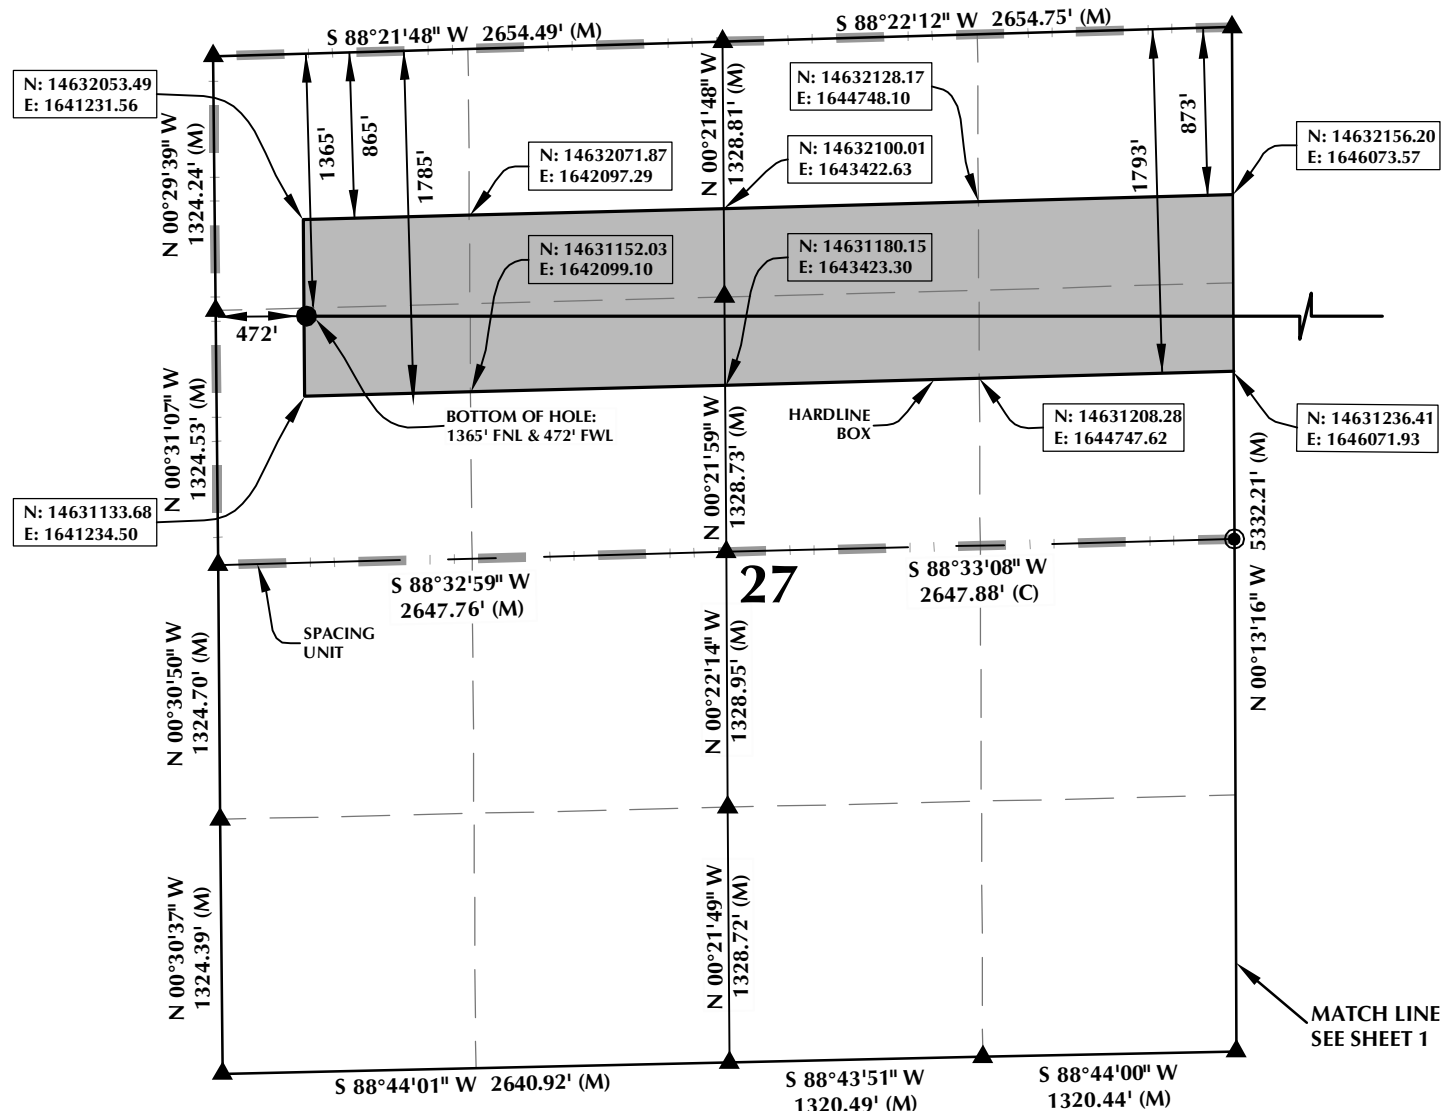 S 88°21'48" W 2654.49' (M)
S 88°22'12" W 2654.75' (M)
N: 14632053.49
E: 1641231.56
N 00°29'39" W
1324.24' (M)
1365'
865'
1785'
N: 14632071.87
E: 1642097.29
N 00°21'48" W
1328.81' (M)
N: 14632128.17
E: 1644748.10
N: 14632100.01
E: 1643422.63
1793'
873'
N: 14632156.20
E: 1646073.57
N: 14631152.03
E: 1642099.10
N: 14631180.15
E: 1643423.30
472'
N 00°31'07" W
1324.53' (M)
BOTTOM OF HOLE:
1365' FNL & 472' FWL
N 00°21'59" W
1328.73' (M)
HARDLINE
BOX
N: 14631208.28
E: 1644747.62
N: 14631236.41
E: 1646071.93
N: 14631133.68
E: 1641234.50
S 88°32'59" W
2647.76' (M)
27
S 88°33'08" W
2647.88' (C)
N 00°13'16" W 5332.21' (M)
SPACING
UNIT
N 00°30'50" W
1324.70' (M)
N 00°22'14" W
1328.95' (M)
N 00°30'37" W
1324.39' (M)
N 00°21'49" W
1328.72' (M)
MATCH LINE
SEE SHEET 1
S 88°44'01" W 2640.92' (M)
S 88°43'51" W
1320.49' (M)
S 88°44'00" W
1320.44' (M)